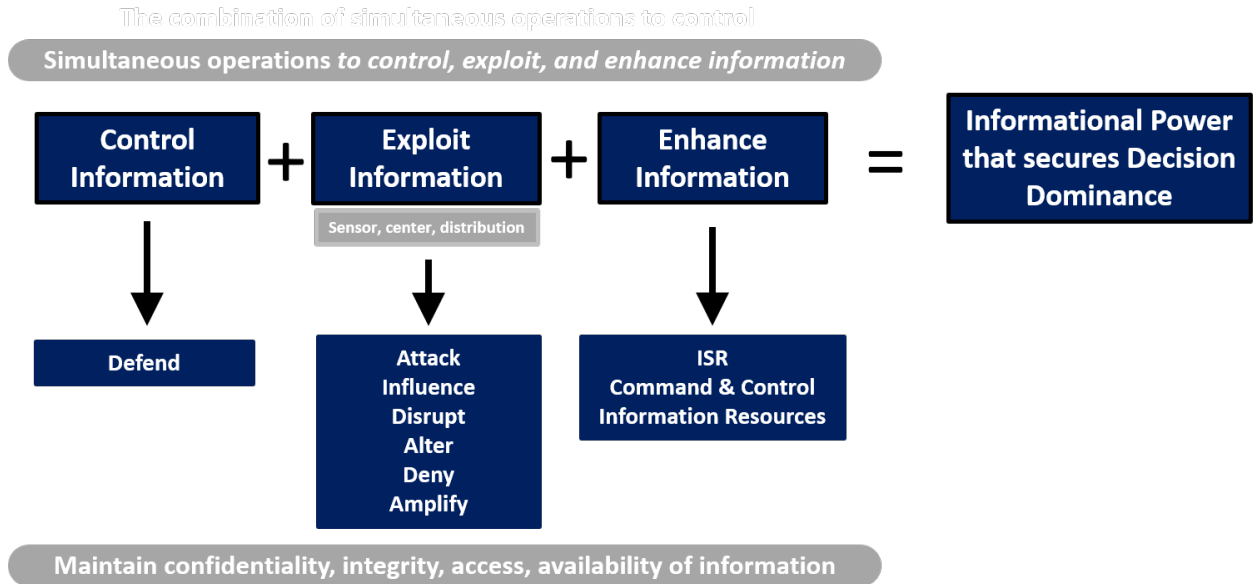 The combination of simultaneous operations to control
Simultaneous operations to control, exploit, and enhance information
Control
Information
+
Exploit
Information
+
Enhance
Information
=
Informational Power
that secures Decision
Dominance
Sensor, center, distribution
Defend
Attack
Influence
Disrupt
Alter
Deny
Amplify
ISR
Command & Control
Information Resources
Maintain confidentiality, integrity, access, availability of information